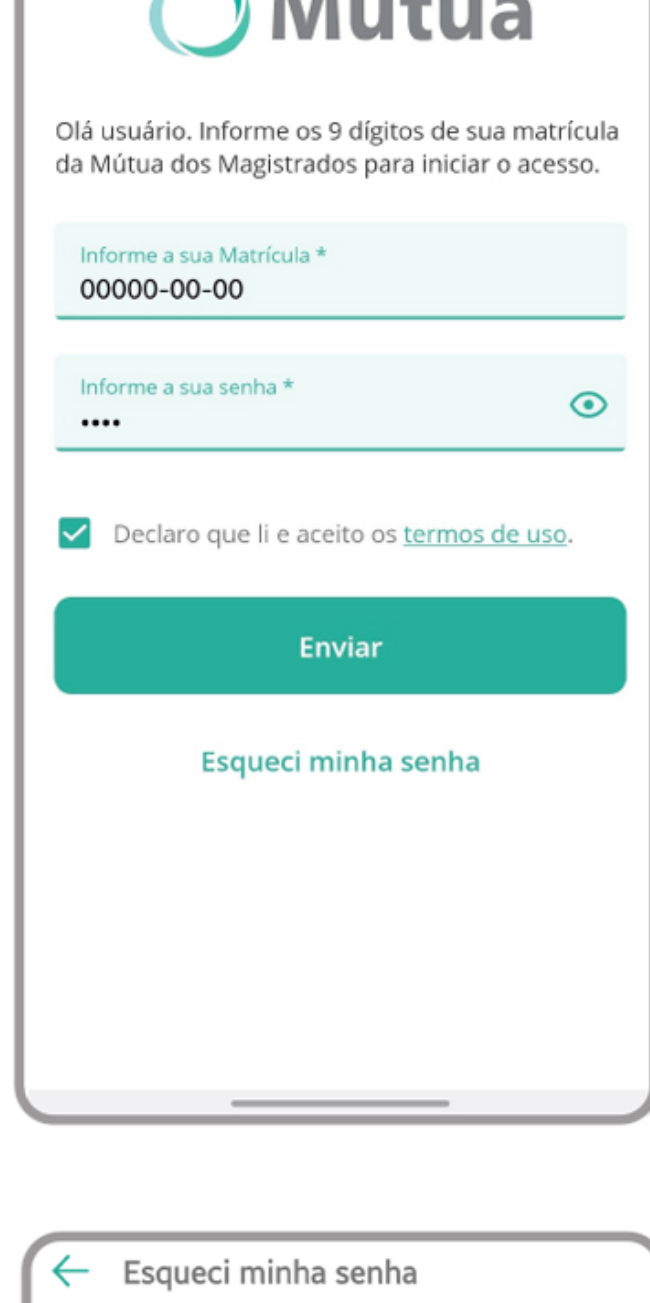 Mútua
Olá usuário. Informe os 9 dígitos de sua matrícula
da Mútua dos Magistrados para iniciar o acesso.
Informe a sua Matrícula *
00000-00-00
Informe a sua senha *
••••
Declaro que li e aceito os termos de uso.
Enviar
Esqueci minha senha
Esqueci minha senha